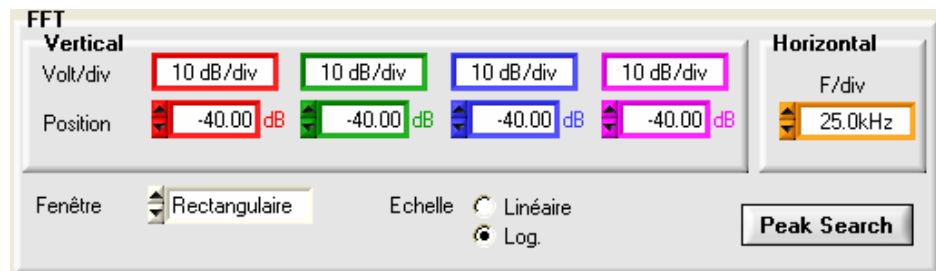 FFT
Vertical
Horizontal
Volt/div 10 dB/div 10 dB/div 10 dB/div 10 dB/div
F/div
Position -40.00 dB -40.00 dB -40.00 dB -40.00 dB
25.0kHz
Fenêtre Rectangulaire Echelle Linéaire
Log.
Peak Search